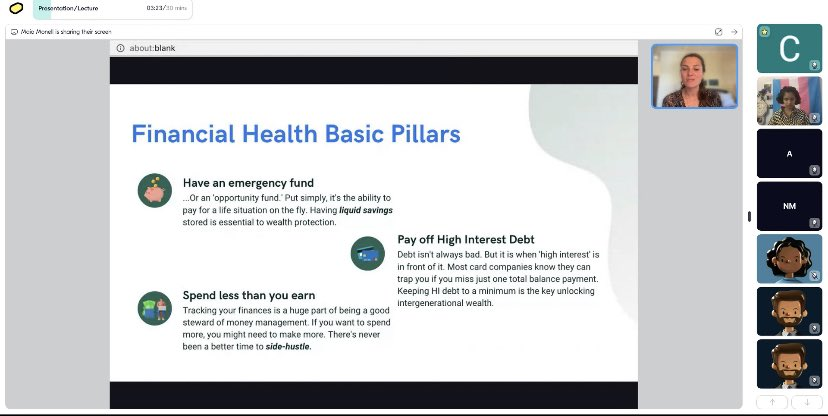 Presentation/Lecture
03:23/30 mins
Maia Monell is sharing their screen
about:blank
Financial Health Basic Pillars
Have an emergency fund
...Or an 'opportunity fund.' Put simply, it's the ability to
pay for a life situation on the fly. Having liquid savings
stored is essential to wealth protection.
Pay off High Interest Debt
Debt isn't always bad. But it is when 'high interest' is
in front of it. Most card companies know they can
trap you if you miss just one total balance payment.
Keeping HI debt to a minimum is the key unlocking
intergenerational wealth.
Spend less than you earn
Tracking your finances is a huge part of being a good
steward of money management. If you want to spend
more, you might need to make more. There's never
been a better time to side-hustle.
C
A
NM